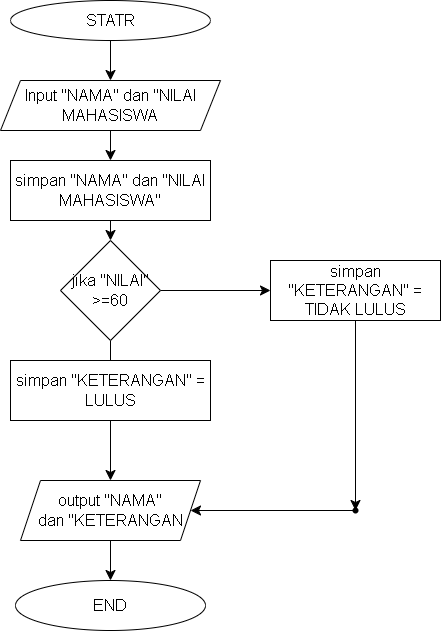 STATR
Input "NAMA" dan "NILAI
MAHASISWA
simpan "NAMA" dan "NILAI
MAHASISWA"
jika "NILAI"
>=60
simpan
"KETERANGAN" =
TIDAK LULUS
simpan "KETERANGAN" =
LULUS
output "NAMA"
dan "KETERANGAN
END